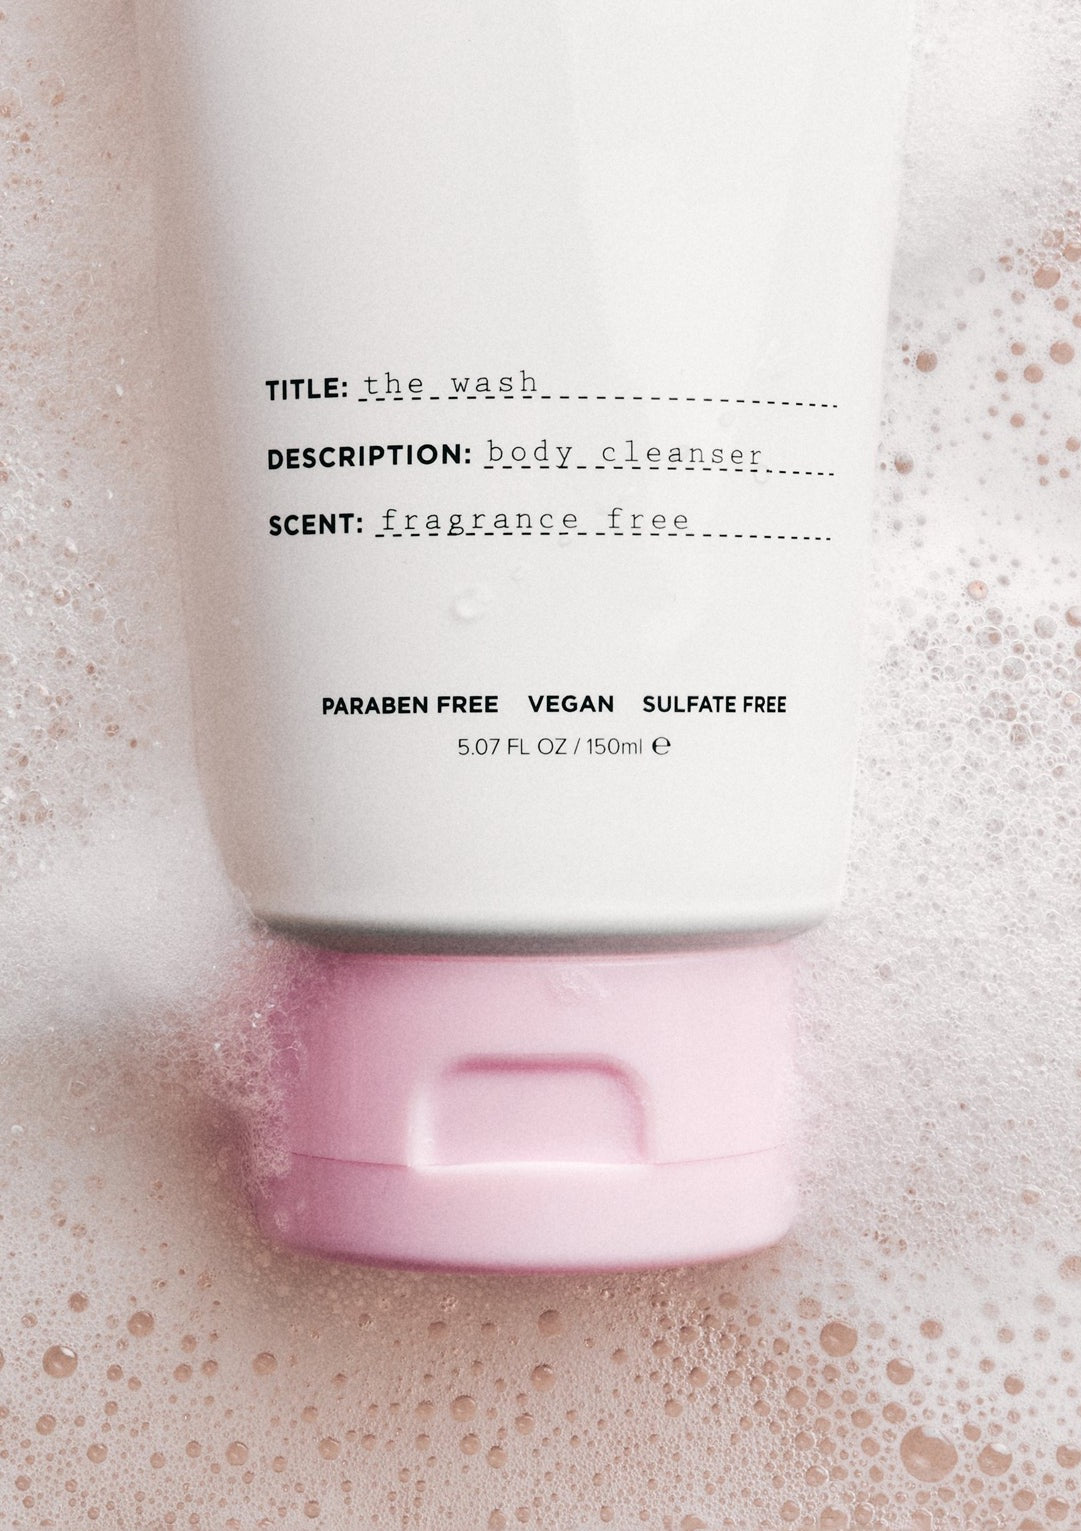 TITLE: the wash
DESCRIPTION: body cleanser
SCENT: fragrance free
PARABEN FREE VEGAN SULFATE FREE
5.07 FL OZ / 150ml ℮